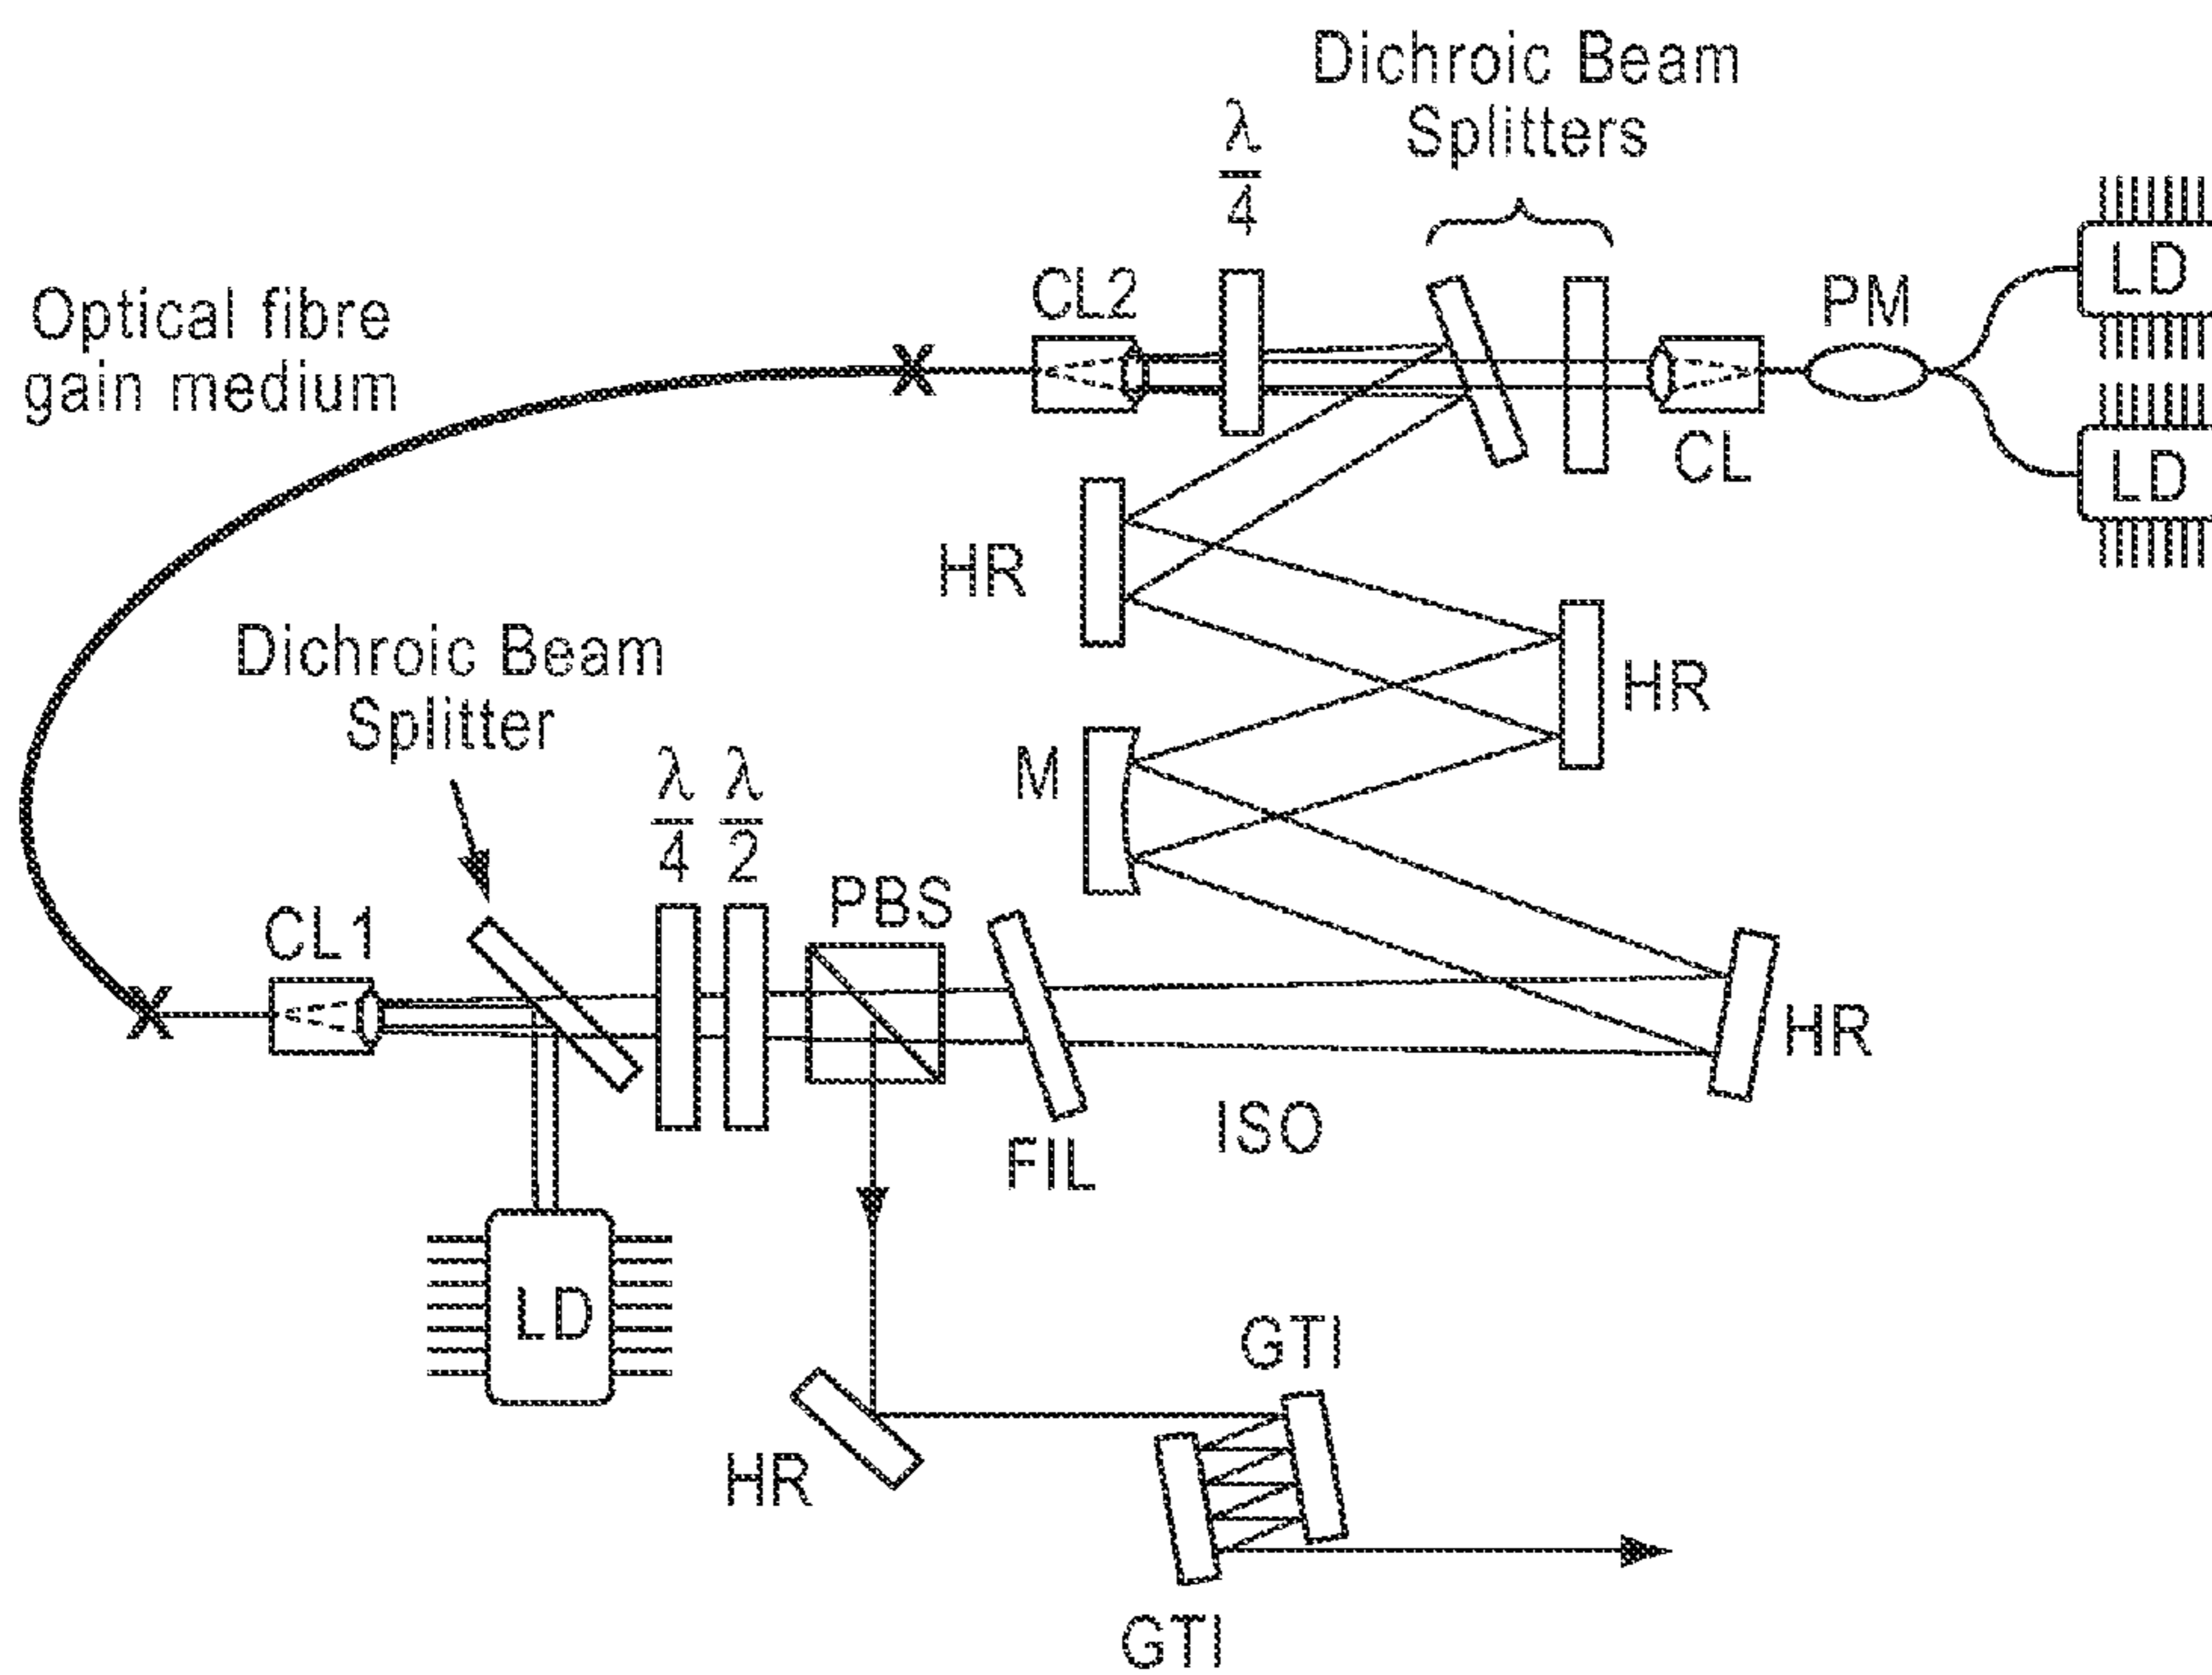 Dichroic Beam
Splitters
λ
4
LD
CL2
PM
Optical fibre
gain medium
CL
LD
HR
Dichroic Beam
Splitter
HR
M
λ
4
λ
2
PBS
CL1
HR
ISO
FIL
LD
GTI
HR
GTI
X
X